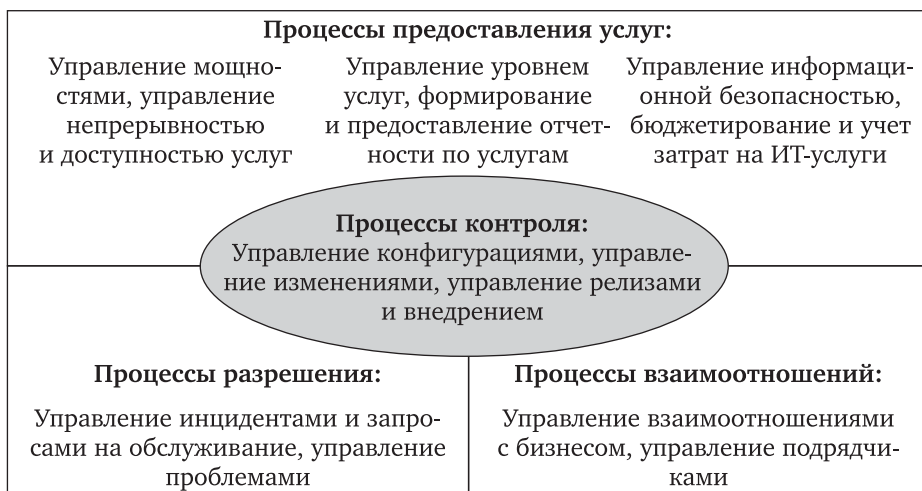 Процессы предоставления услуг:
Управление мощно-
стями, управление
непрерывностью
и доступностью услуг
Управление уровнем
услуг, формирование
и предоставление отчет-
ности по услугам
Управление информаци-
онной безопасностью,
бюджетирование и учет
затрат на ИТ-услуги
Процессы контроля:
Управление конфигурациями, управле-
ние изменениями, управление релизами
и внедрением
Процессы разрешения:
Управление инцидентами и запро-
сами на обслуживание, управление
проблемами
Процессы взаимоотношений:
Управление взаимоотношениями
с бизнесом, управление подрядчи-
ками